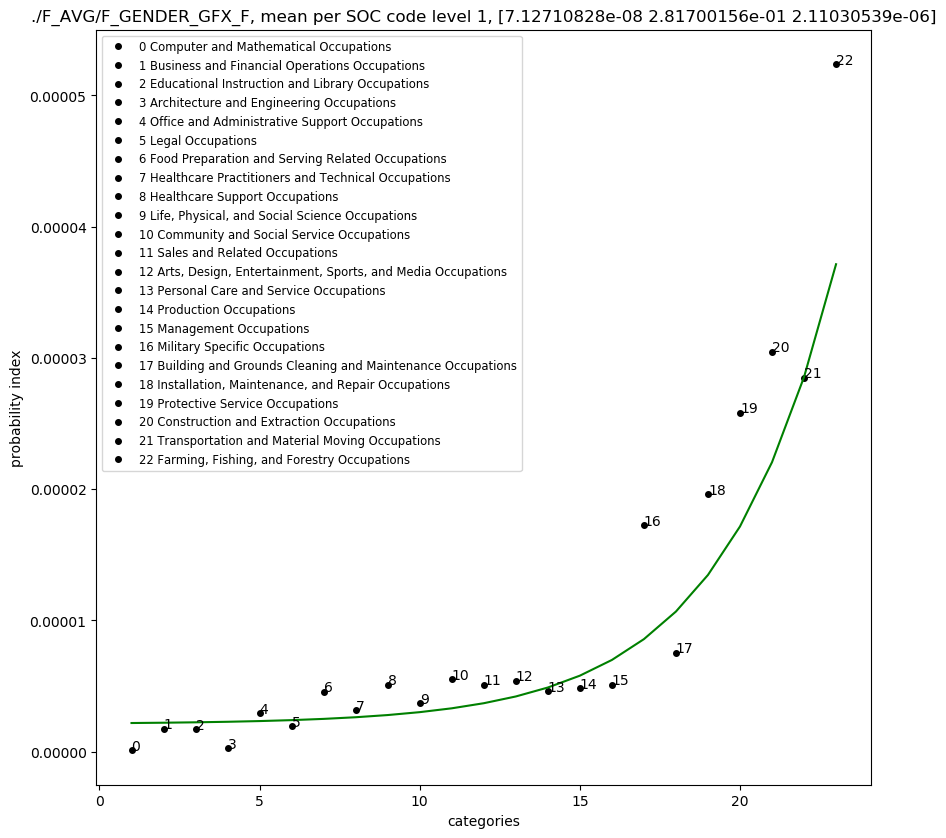 ./F_AVG/F_GENDER_GFX_F, mean per SOC code level 1, [7.12710828e-08 2.81700156e-01 2.11030539e-06]
0 Computer and Mathematical Occupations
1 Business and Financial Operations Occupations
2 Educational Instruction and Library Occupations
3 Architecture and Engineering Occupations
4 Office and Administrative Support Occupations
5 Legal Occupations
6 Food Preparation and Serving Related Occupations
7 Healthcare Practitioners and Technical Occupations
8 Healthcare Support Occupations
9 Life, Physical, and Social Science Occupations
10 Community and Social Service Occupations
11 Sales and Related Occupations
12 Arts, Design, Entertainment, Sports, and Media Occupations
13 Personal Care and Service Occupations
14 Production Occupations
15 Management Occupations
16 Military Specific Occupations
17 Building and Grounds Cleaning and Maintenance Occupations
18 Installation, Maintenance, and Repair Occupations
19 Protective Service Occupations
20 Construction and Extraction Occupations
21 Transportation and Material Moving Occupations
22 Farming, Fishing, and Forestry Occupations
probability index
0.00005
0.00004
0.00003
0.00002
0.00001
0.00000
0
1
2
3
4
5
6
7
8
9
10
11
12
13
14
15
16
17
18
19
20
21
22
0
5
10
15
20
categories